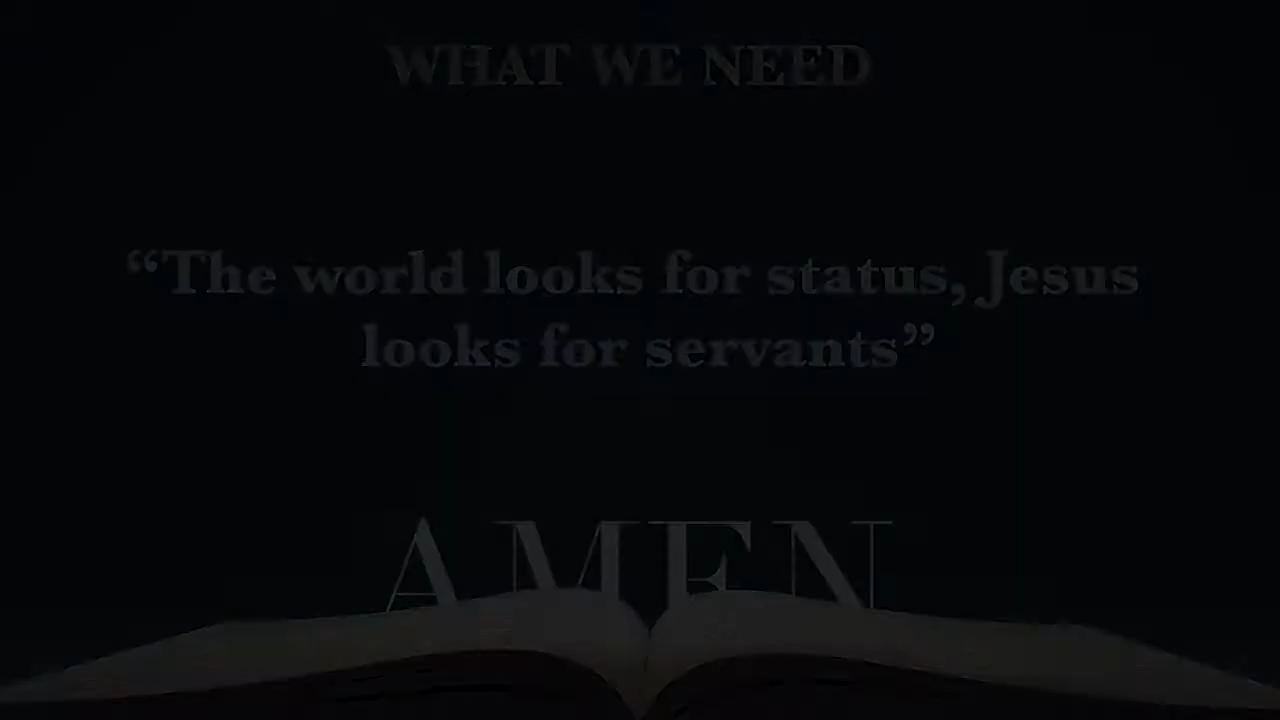 WHAT WE NEED
“The world looks for status, Jesus
looks for servants”
AMEN